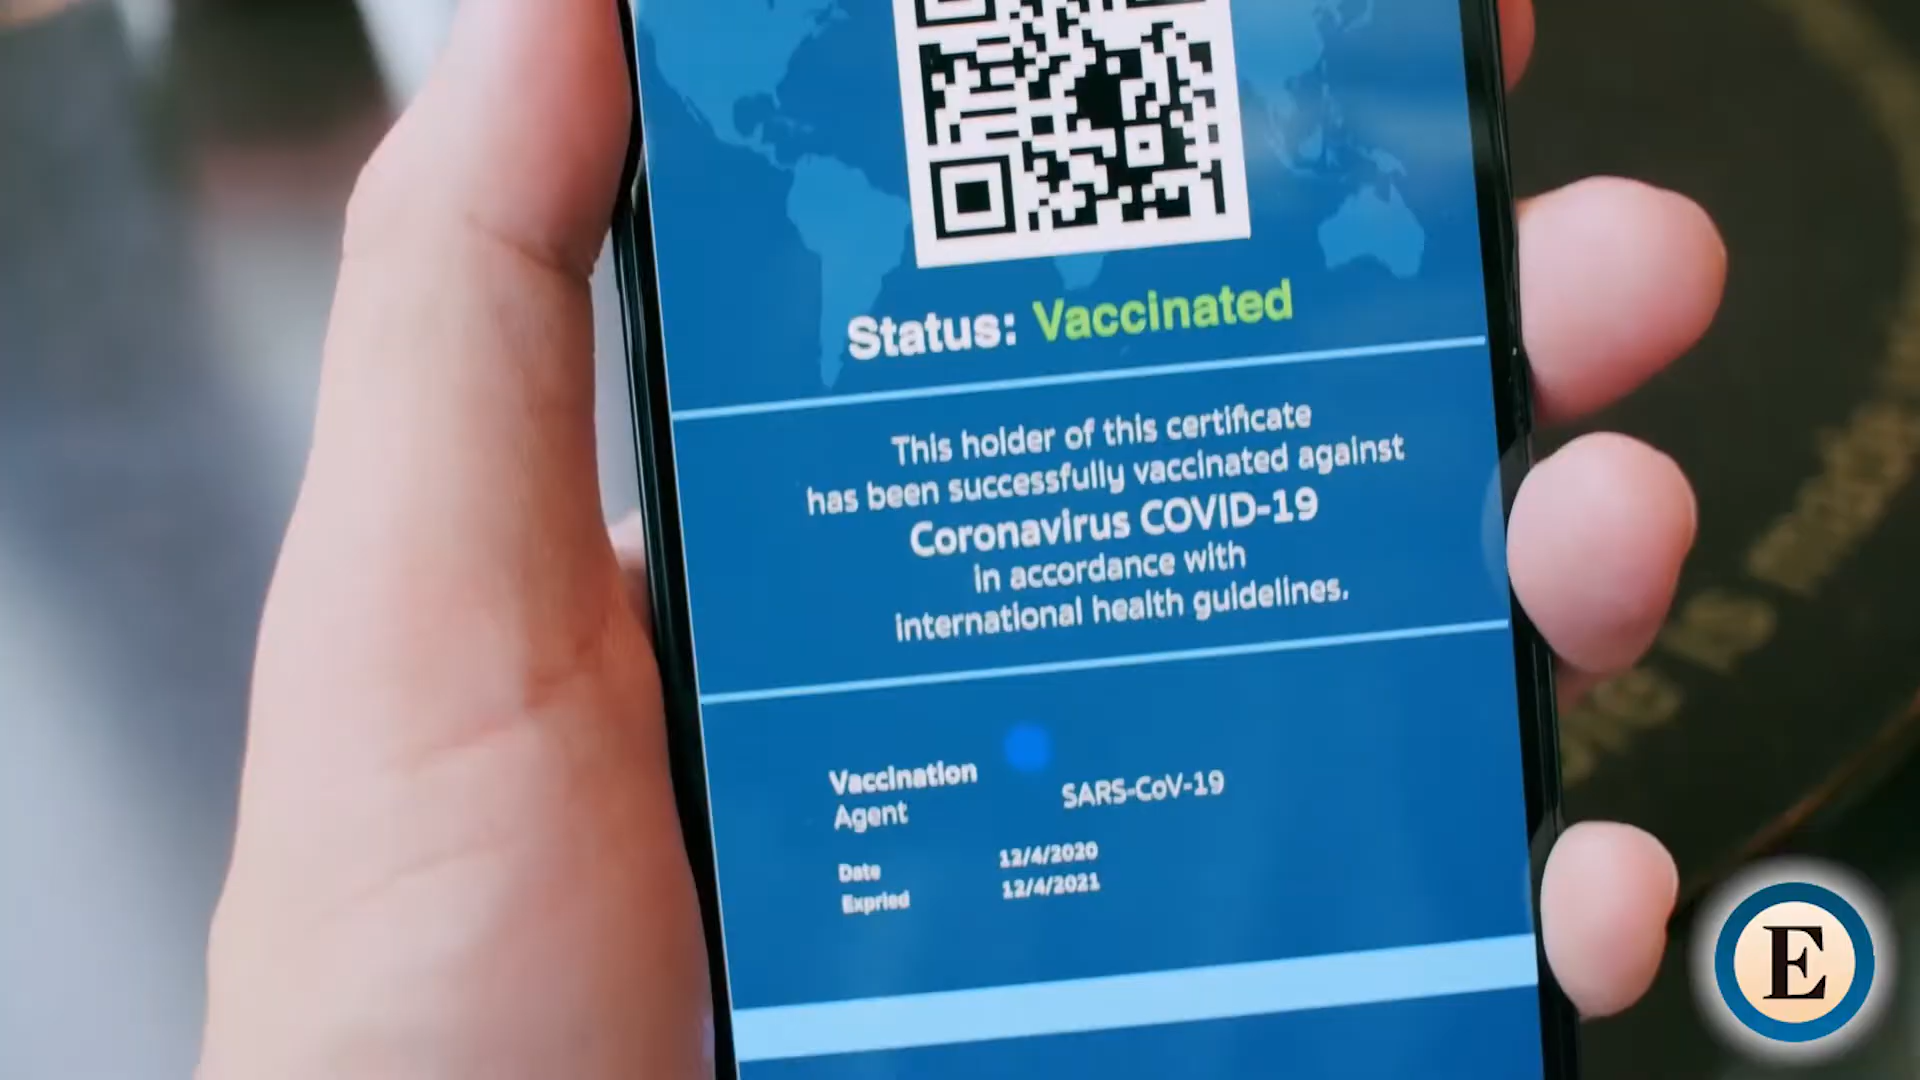 Status: Vaccinated
This holder of this certificate
has been successfully vaccinated against
Coronavirus COVID-19
in accordance with
international health guidelines.
Vaccination
Agent SARS-CoV-19
Date 12/4/2020
Expried 12/4/2021
E